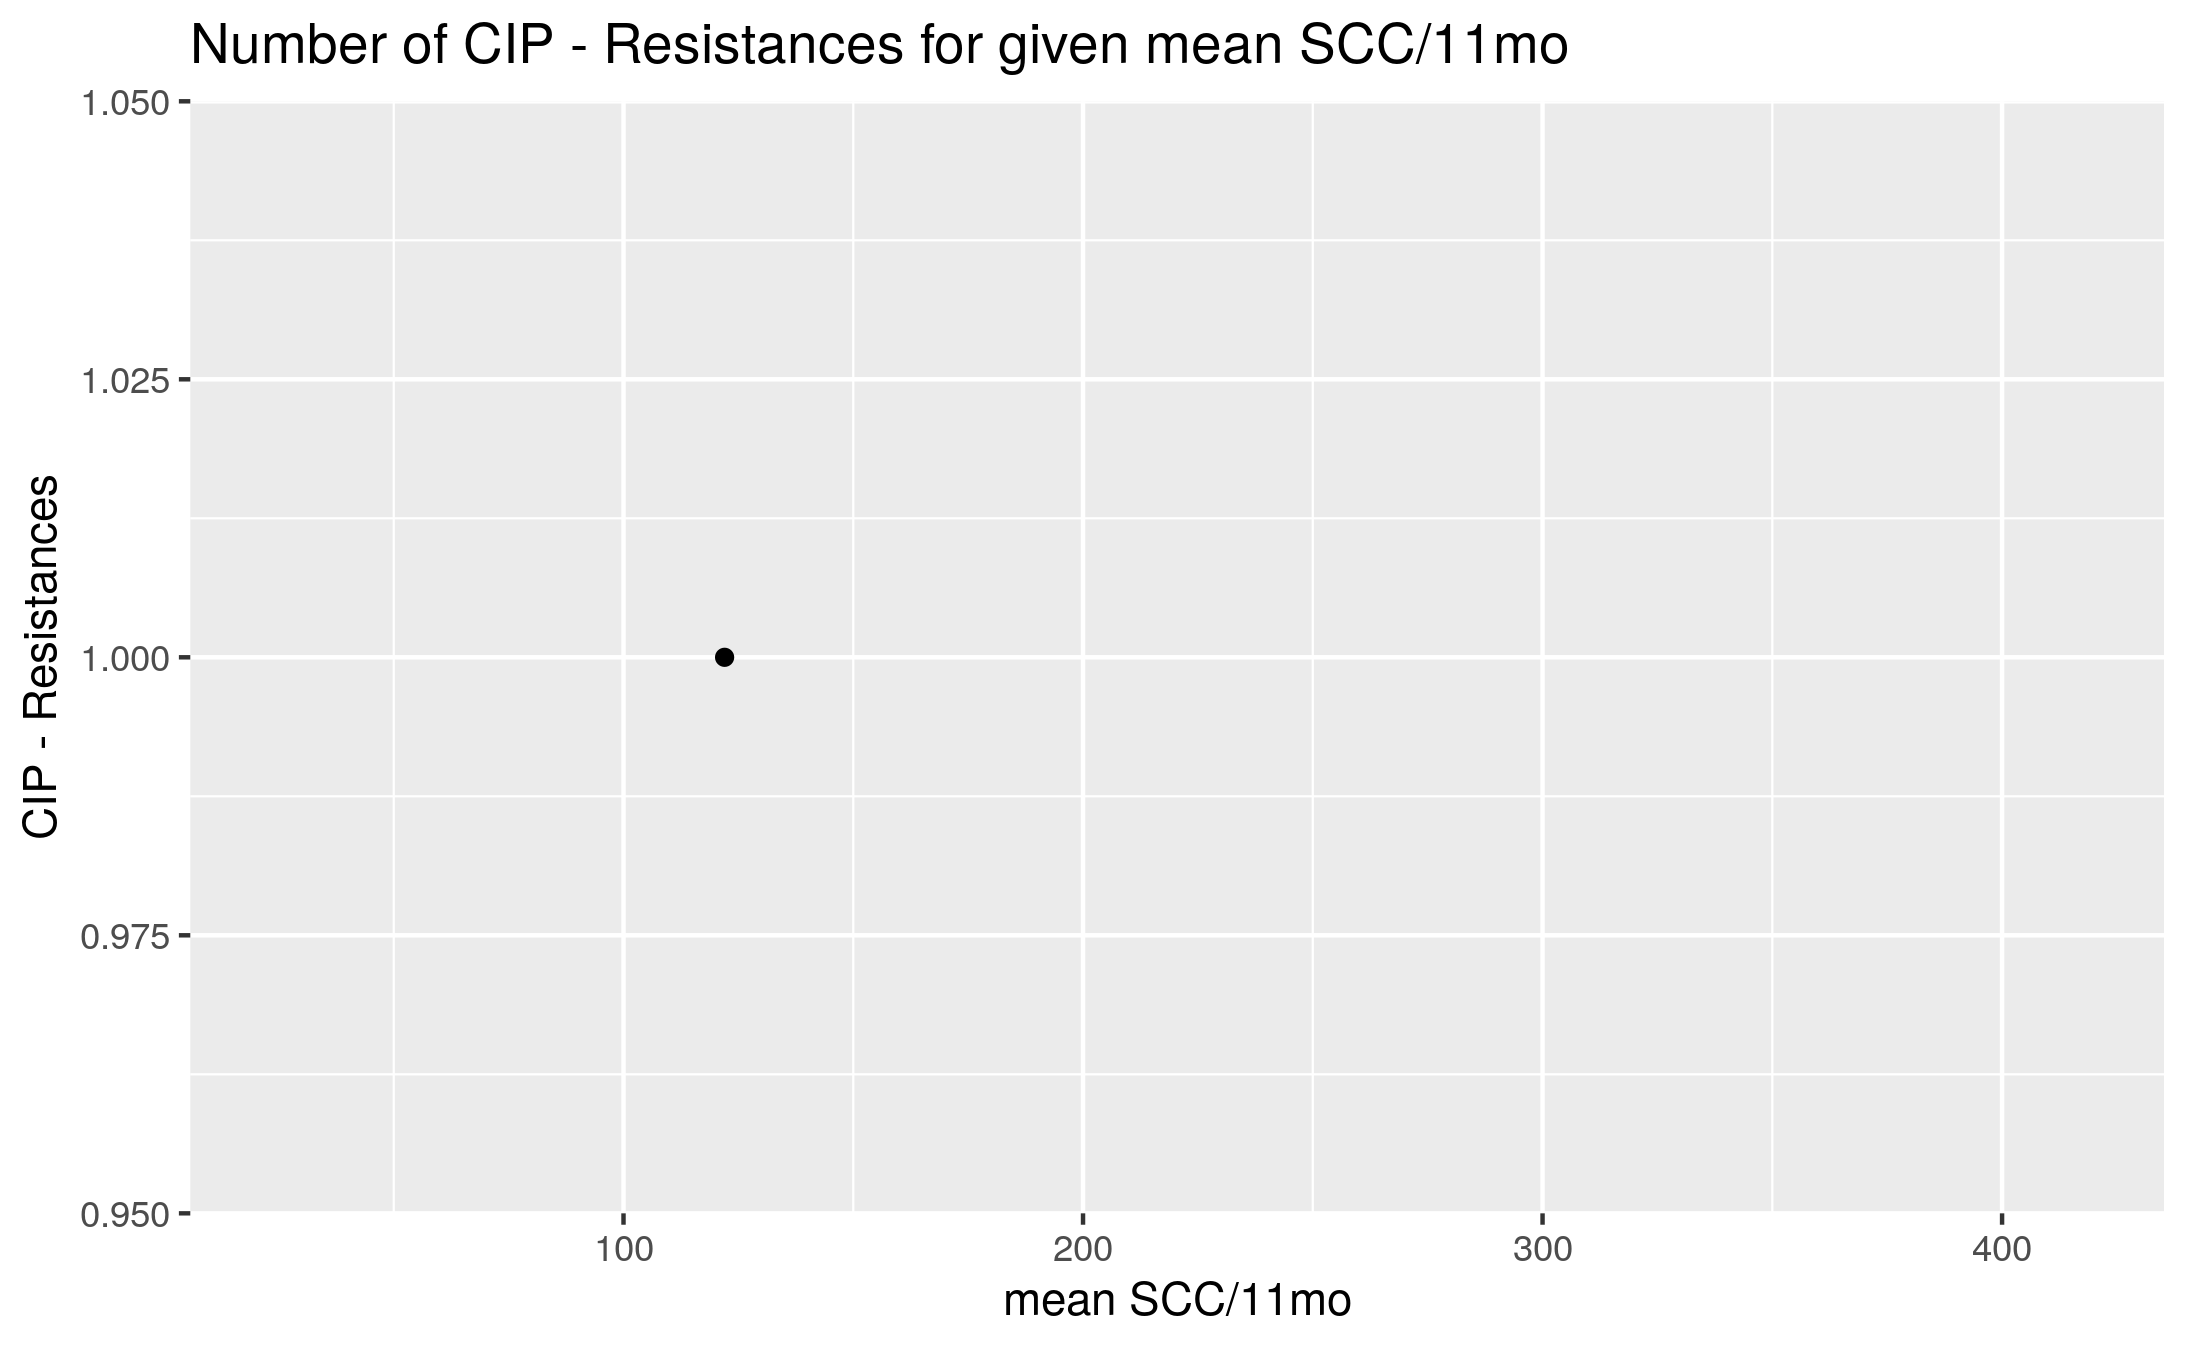 Number of CIP - Resistances for given mean SCC/11mo
1.050
1.025
1.000
0.975
0.950
CIP - Resistances
100 200 300 400
mean SCC/11mo